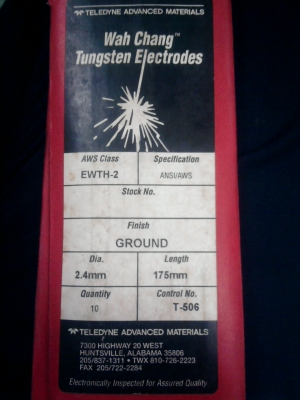 TELEDYNE ADVANCED MATERIALS
Wah Chang™
Tungsten Electrodes
AWS Class Specification
EWTH-2 ANSI/AWS
Stock No.
Finish
GROUND
Dia. Length
2.4mm 175mm
Quantity Control No.
10 T-506
TELEDYNE ADVANCED MATERIALS
7300 HIGHWAY 20 WEST
HUNTSVILLE, ALABAMA 35806
205/837-1311 • TWX 810-726-2223
FAX 205/722-2284
Electronically Inspected for Assured Quality